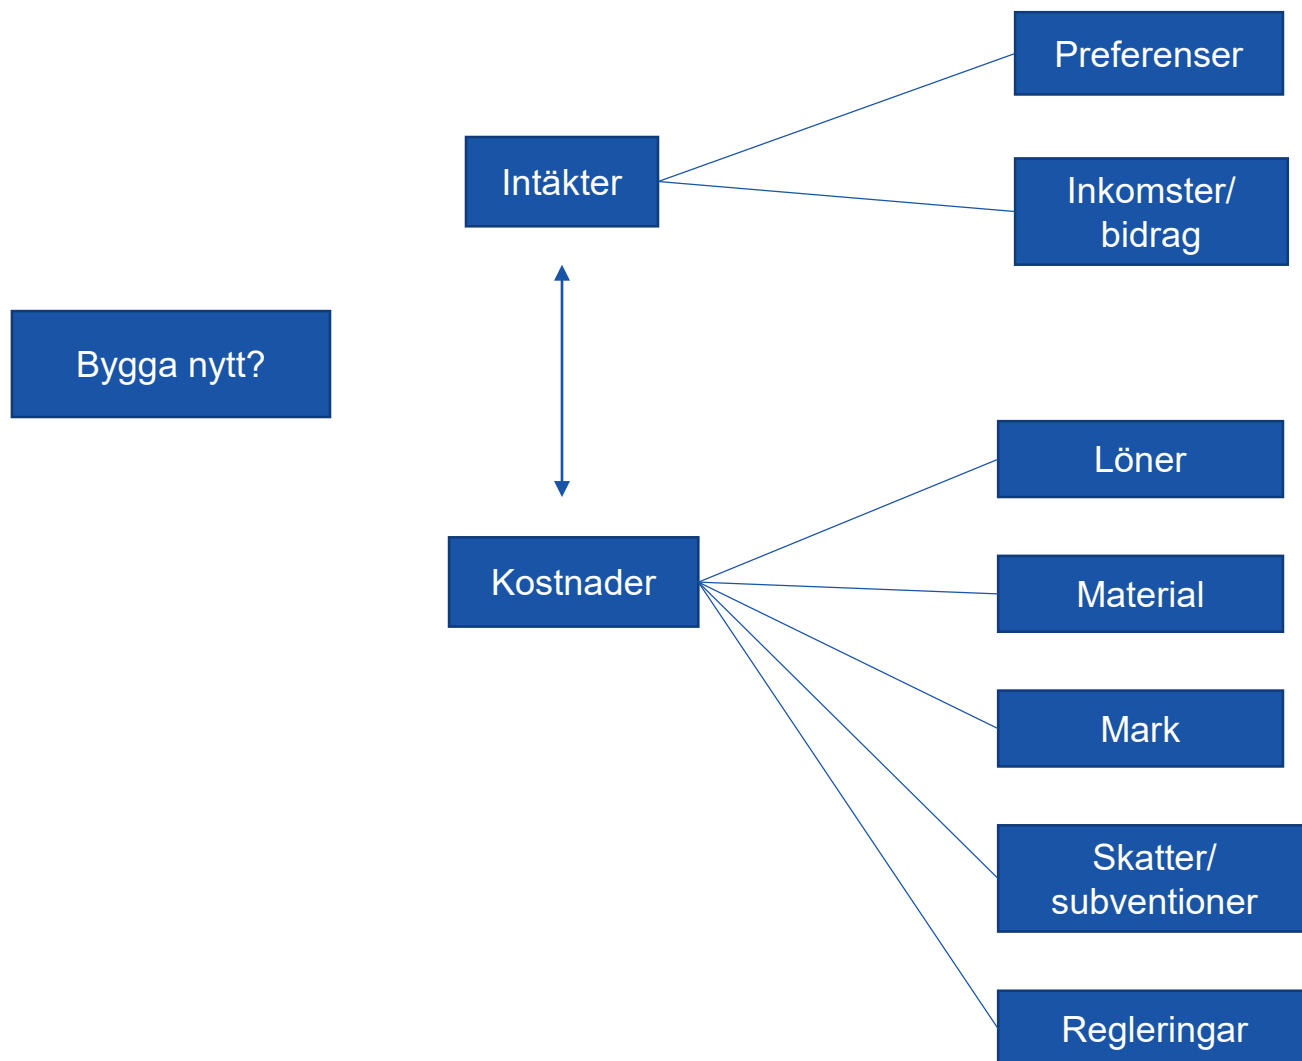 Preferenser
Intäkter
Inkomster/
bidrag
Bygga nytt?
Löner
Kostnader
Material
Mark
Skatter/
subventioner
Regleringar